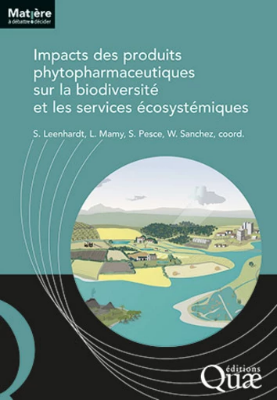 Matière
à débattre & décider
Impacts des produits
phytopharmaceutiques
sur la biodiversité
et les services écosystémiques
S. Leenhardt, L. Mamy, S. Pesce, W. Sanchez, coord.
éditions
Quæ